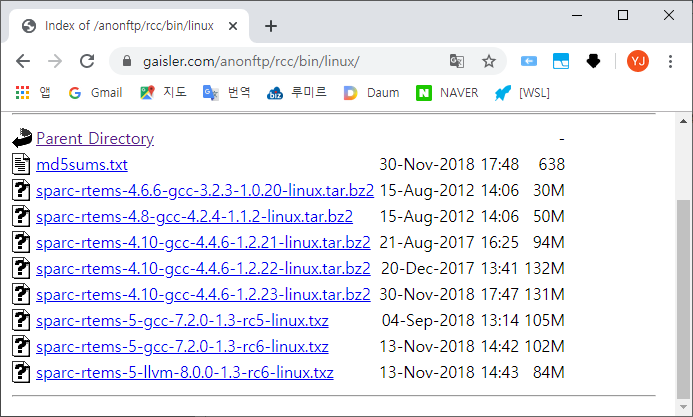 Index of /anonftp/rcc/bin/linux
gaisler.com/anonftp/rcc/bin/linux/
YJ
앱 Gmail 지도 번역 루미르 Daum NAVER [WSL]
Parent Directory -
md5sums.txt 30-Nov-2018 17:48 638
sparc-rtems-4.6.6-gcc-3.2.3-1.0.20-linux.tar.bz2 15-Aug-2012 14:06 30M
sparc-rtems-4.8-gcc-4.2.4-1.1.2-linux.tar.bz2 15-Aug-2012 14:06 50M
sparc-rtems-4.10-gcc-4.4.6-1.2.21-linux.tar.bz2 21-Aug-2017 16:25 94M
sparc-rtems-4.10-gcc-4.4.6-1.2.22-linux.tar.bz2 20-Dec-2017 13:41 132M
sparc-rtems-4.10-gcc-4.4.6-1.2.23-linux.tar.bz2 30-Nov-2018 17:47 131M
sparc-rtems-5-gcc-7.2.0-1.3-rc5-linux.txz 04-Sep-2018 13:14 105M
sparc-rtems-5-gcc-7.2.0-1.3-rc6-linux.txz 13-Nov-2018 14:42 102M
sparc-rtems-5-llvm-8.0.0-1.3-rc6-linux.txz 13-Nov-2018 14:43 84M